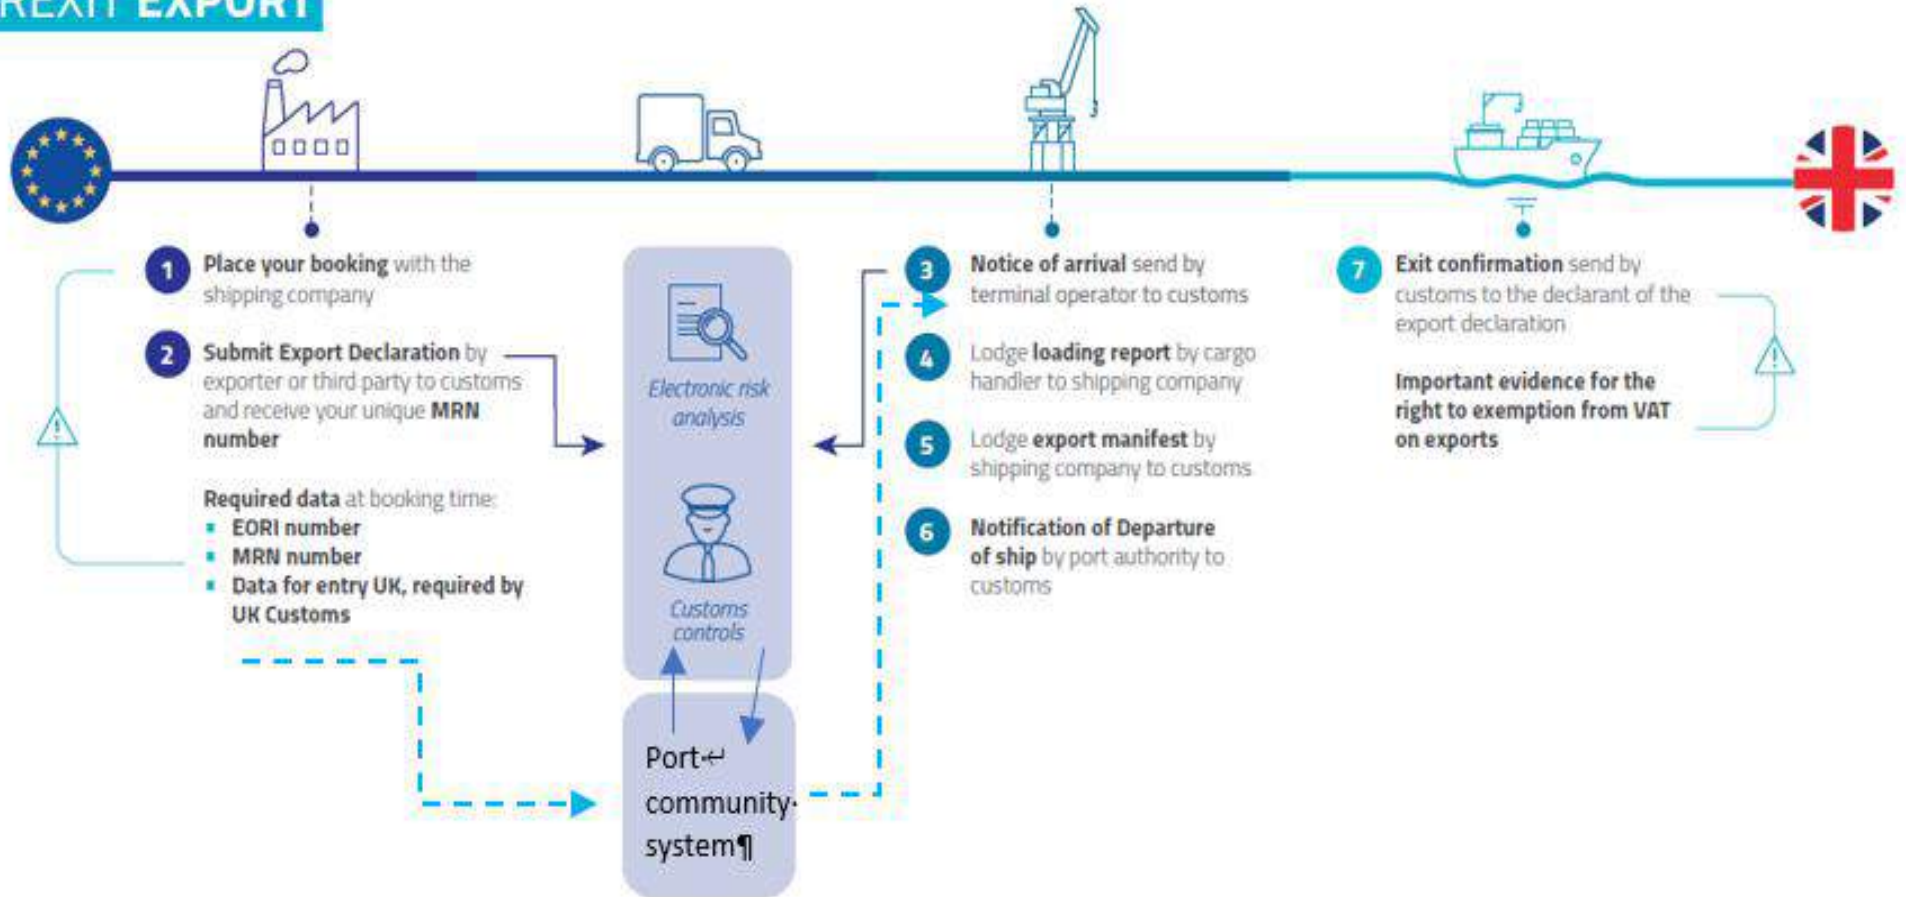 REXIT EXPORT
1
Place your booking with the
shipping company
2
Submit Export Declaration by
exporter or third party to customs
and receive your unique MRN
number
Required data at booking time:
▪ EORI number
▪ MRN number
▪ Data for entry UK, required by
UK Customs
Electronic risk
analysis
Customs
controls
Port↵
community·
system¶
3
Notice of arrival send by
terminal operator to customs
4
Lodge loading report by cargo
handler to shipping company
5
Lodge export manifest by
shipping company to customs
6
Notification of Departure
of ship by port authority to
customs
7
Exit confirmation send by
customs to the declarant of the
export declaration
Important evidence for the
right to exemption from VAT
on exports